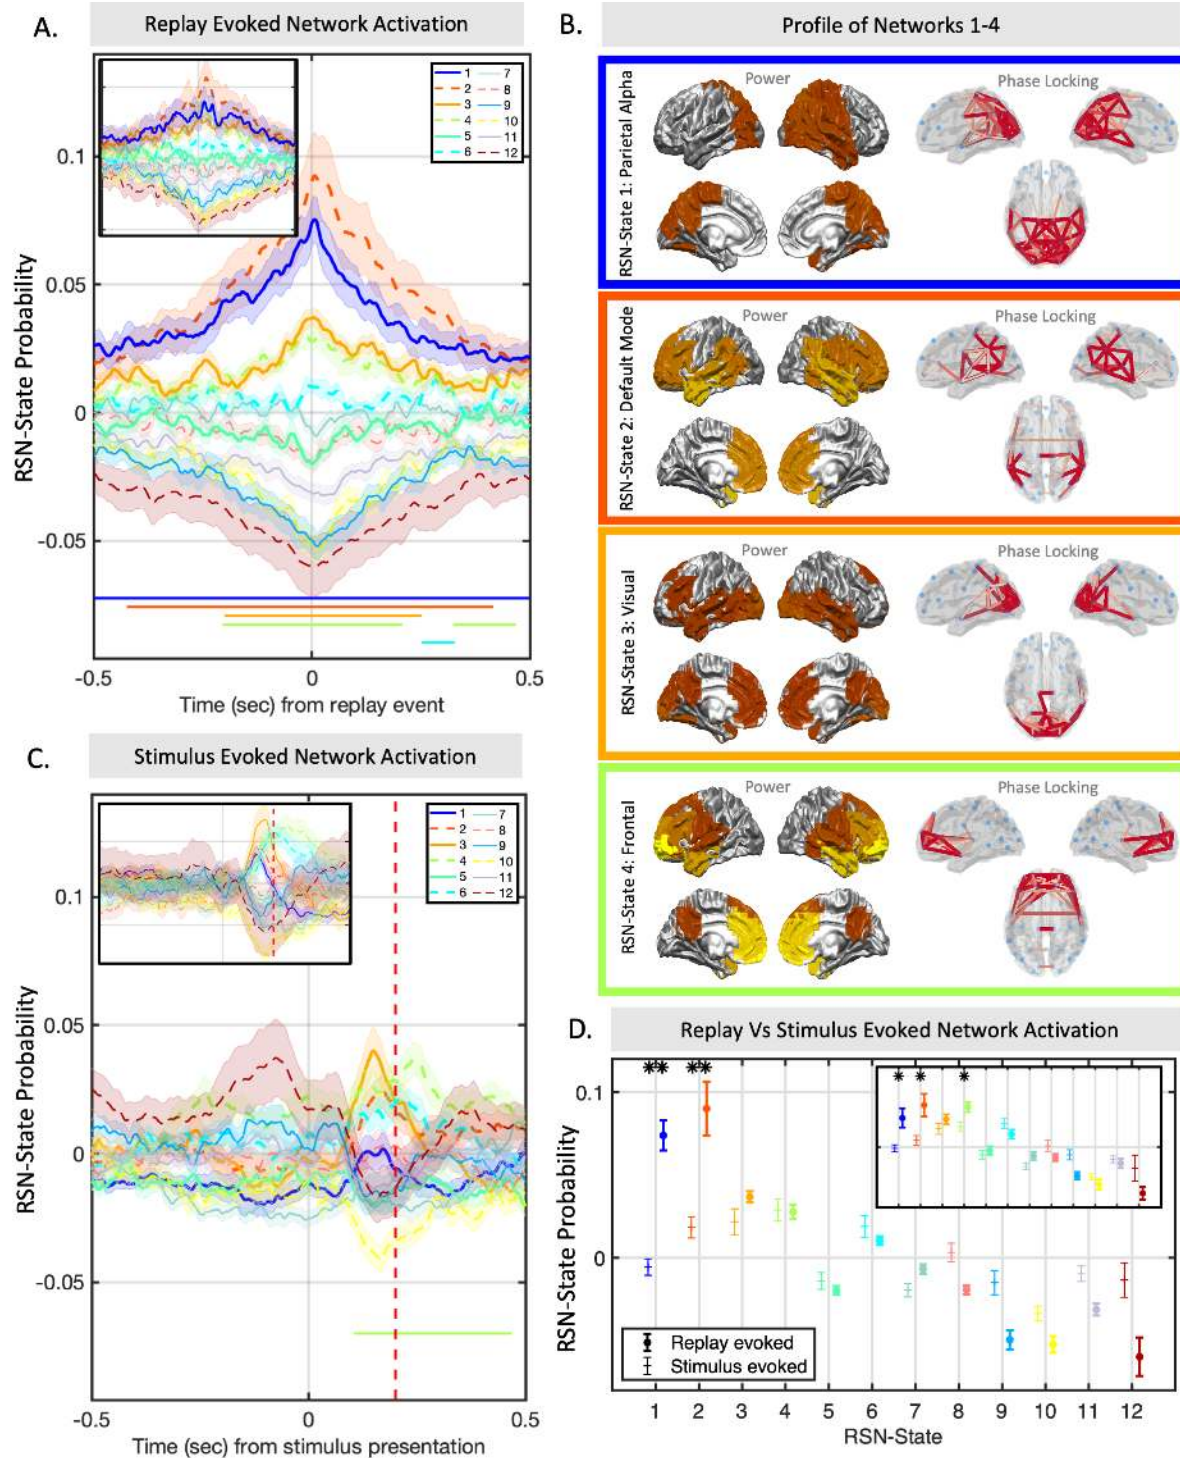 A.
Replay Evoked Network Activation
1 7
2 8
3 9
4 10
5 11
6 12
0.1
0.05
0
-0.05
RSN-State Probability
-0.5 0 0.5
Time (sec) from replay event
B.
Profile of Networks 1-4
RSN-State 1: Parietal Alpha
Power
Phase Locking
RSN-State 2: Default Mode
Power
Phase Locking
RSN-State 3: Visual
Power
Phase Locking
RSN-State 4: Frontal
Power
Phase Locking
C.
Stimulus Evoked Network Activation
1 7
2 8
3 9
4 10
5 11
6 12
0.1
0.05
0
-0.05
RSN-State Probability
-0.5 0 0.5
Time (sec) from stimulus presentation
D.
Replay Vs Stimulus Evoked Network Activation
** **
* * *
0.1
0
RSN-State Probability
Replay evoked
Stimulus evoked
1 2 3 4 5 6 7 8 9 10 11 12
RSN-State